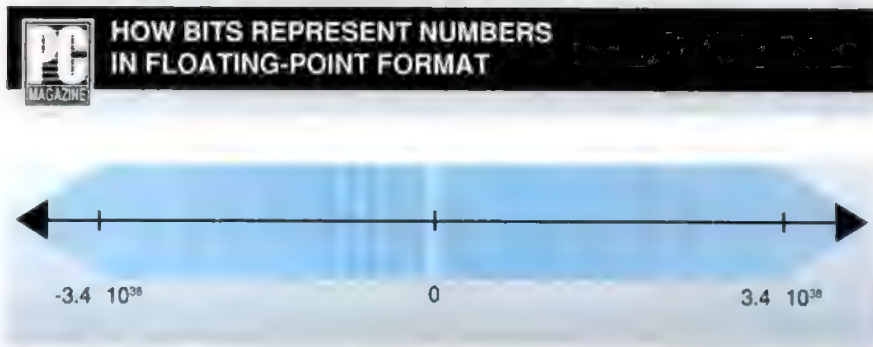 PC
MAGAZINE
HOW BITS REPRESENT NUMBERS
IN FLOATING-POINT FORMAT
-3.4 10³⁸ 0 3.4 10³⁸